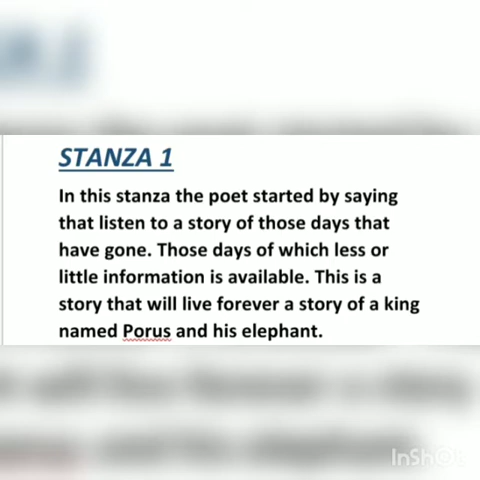 STANZA 1
In this stanza the poet started by saying
that listen to a story of those days that
have gone. Those days of which less or
little information is available. This is a
story that will live forever a story of a king
named Porus and his elephant.
InShOt